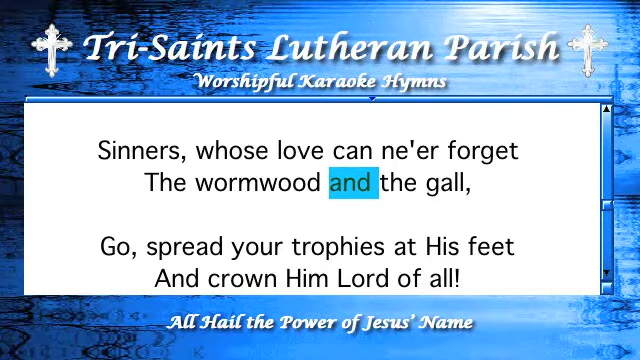 Tri-Saints Lutheran Parish
Worshipful Karaoke Hymns
Sinners, whose love can ne'er forget
The wormwood and the gall,
Go, spread your trophies at His feet
And crown Him Lord of all!
All Hail the Power of Jesus’ Name